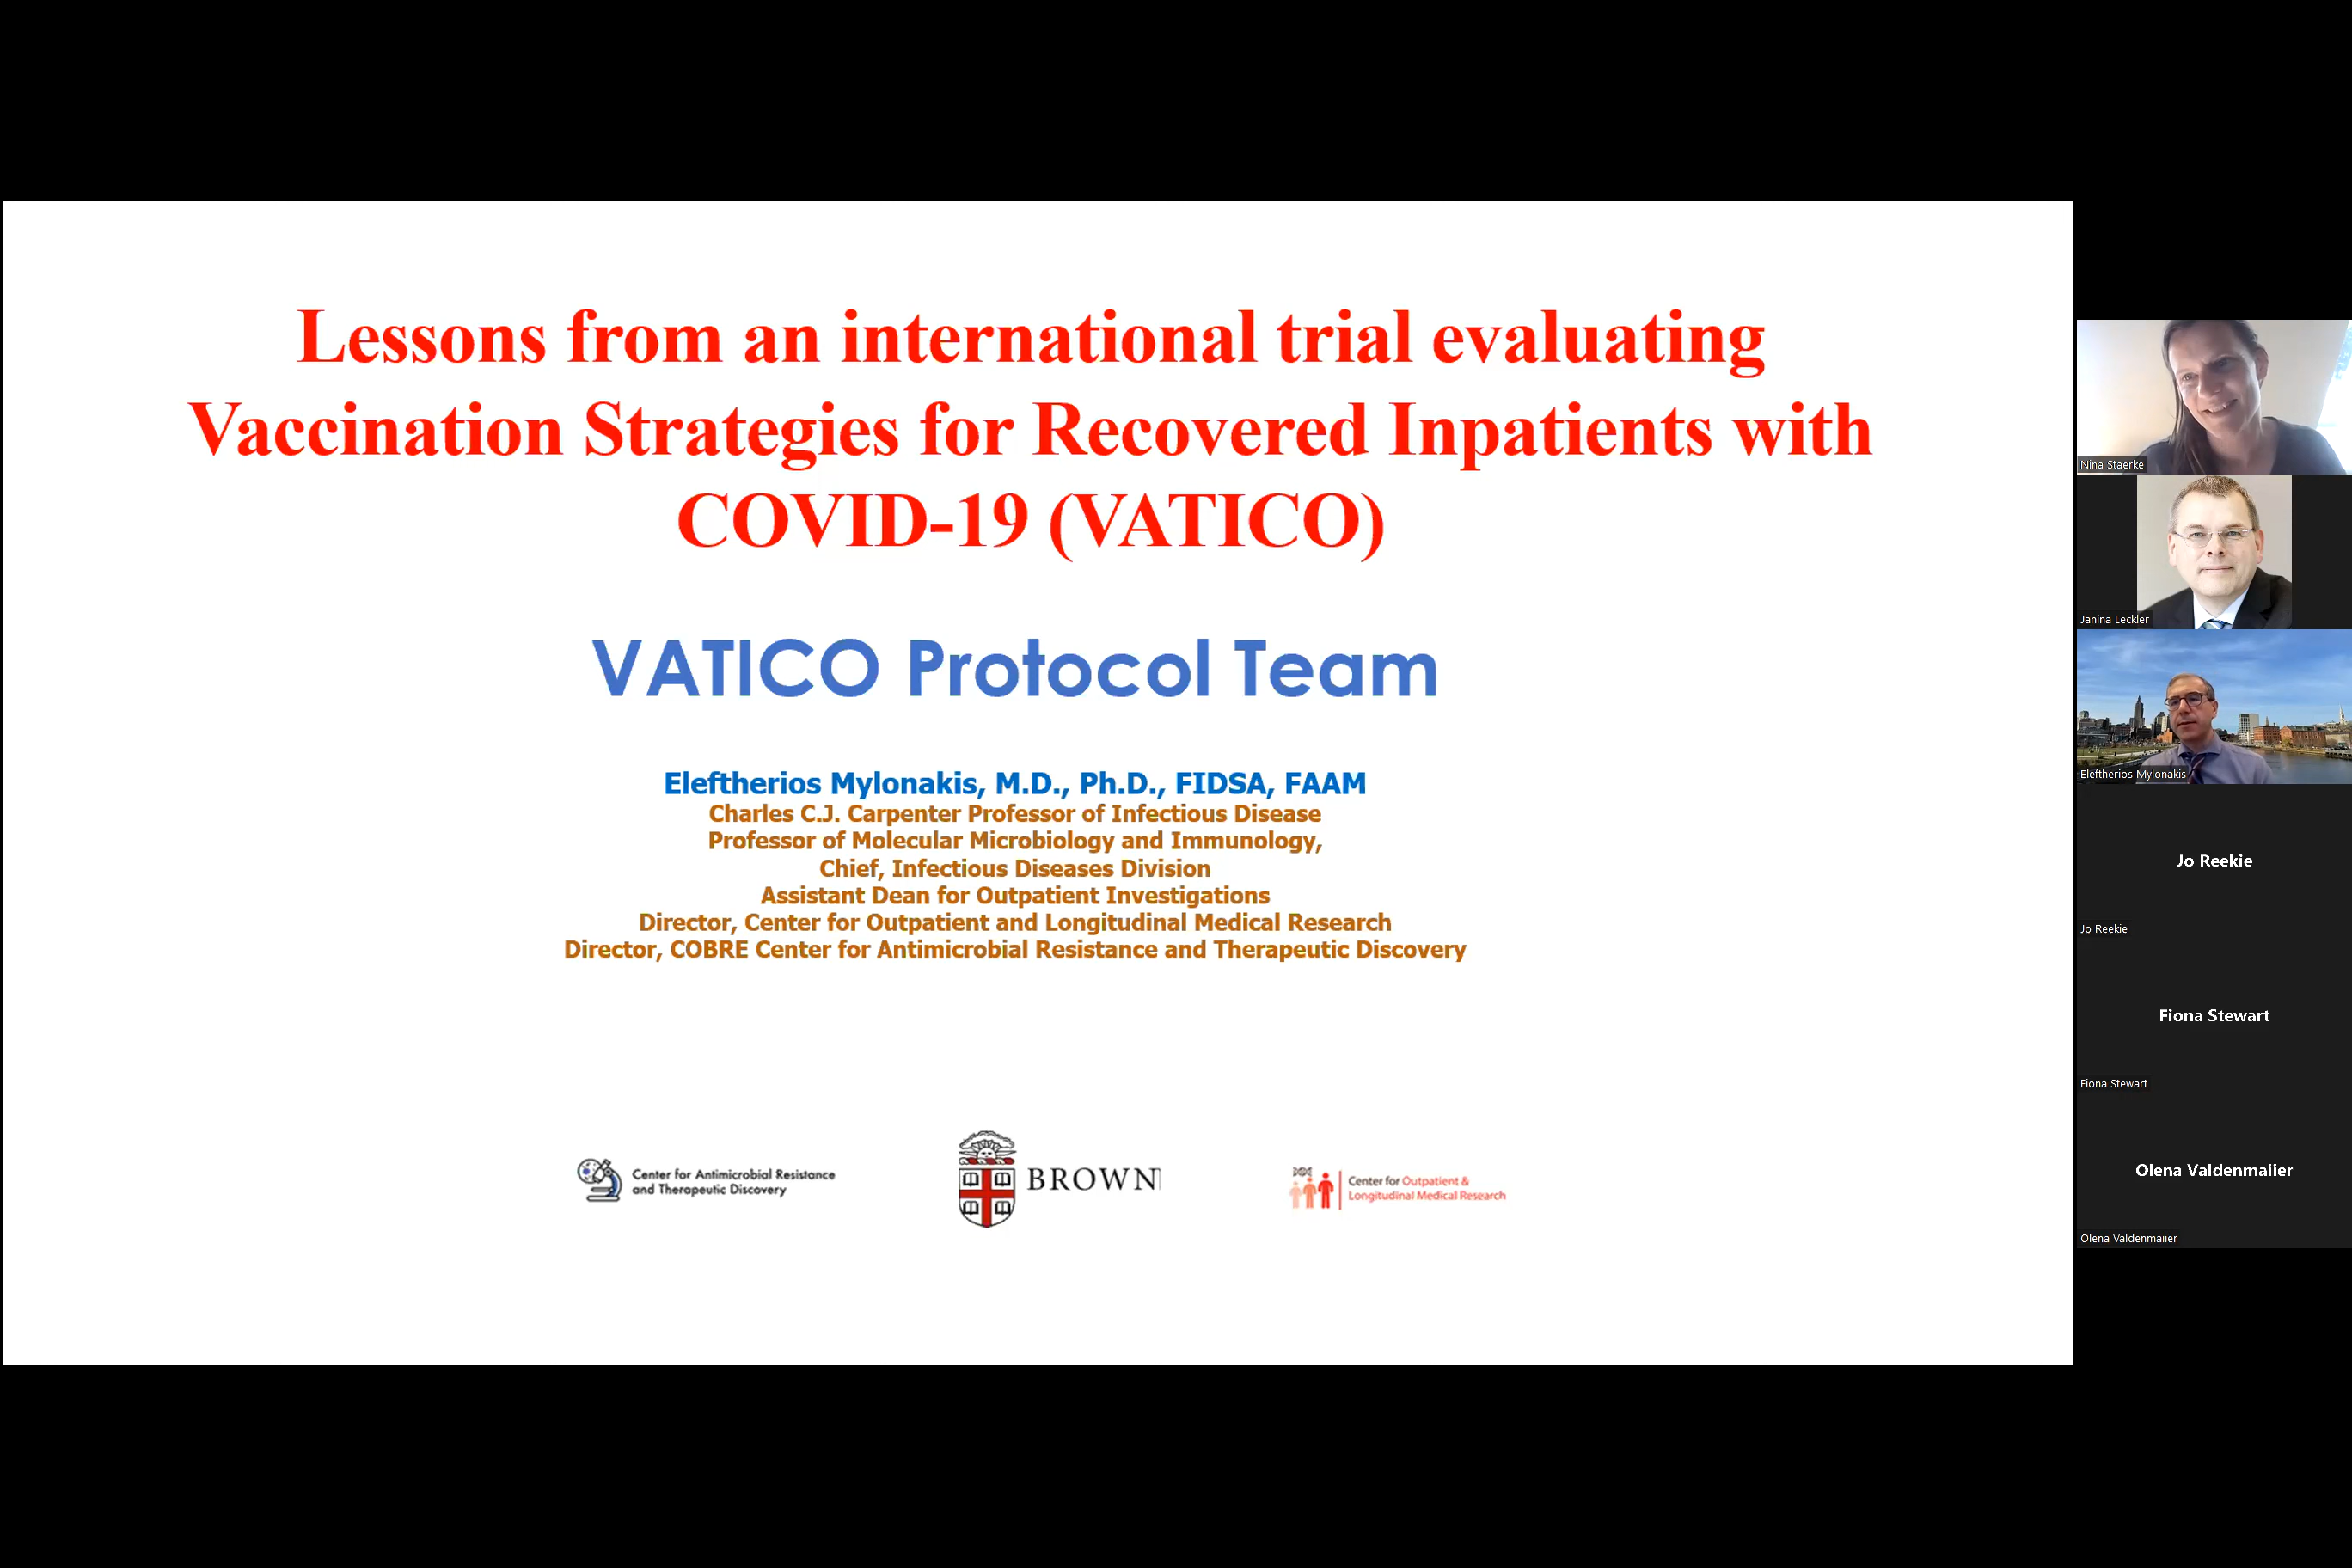 Lessons from an international trial evaluating
Vaccination Strategies for Recovered Inpatients with
COVID-19 (VATICO)
VATICO Protocol Team
Eleftherios Mylonakis, M.D., Ph.D., FIDSA, FAAM
Charles C.J. Carpenter Professor of Infectious Disease
Professor of Molecular Microbiology and Immunology,
Chief, Infectious Diseases Division
Assistant Dean for Outpatient Investigations
Director, Center for Outpatient and Longitudinal Medical Research
Director, COBRE Center for Antimicrobial Resistance and Therapeutic Discovery
Center for Antimicrobial Resistance
and Therapeutic Discovery
BROWN
Center for Outpatient &
Longitudinal Medical Research
Nina Staerke
Janina Leckler
Eleftherios Mylonakis
Jo Reekie
Jo Reekie
Fiona Stewart
Fiona Stewart
Olena Valdenmaiier
Olena Valdenmaiier